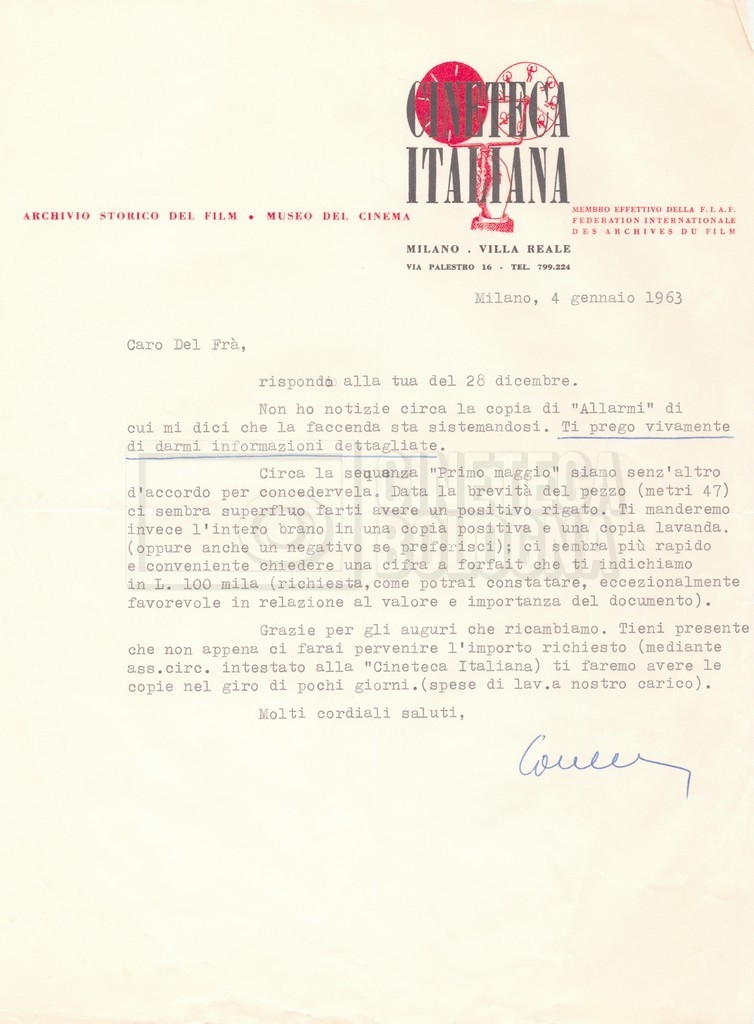 CINETECA
ITALIANA
ARCHIVIO STORICO DEL FILM • MUSEO DEL CINEMA
MEMBRO EFFETTIVO DELLA F.I.A.F.
FEDERATION INTERNATIONALE
DES ARCHIVES DU FILM
MILANO . VILLA REALE
VIA PALESTRO 16 - TEL. 799.224
Milano, 4 gennaio 1963
Caro Del Frà,
rispondo alla tua del 28 dicembre.
Non ho notizie circa la copia di "Allarmi" di
cui mi dici che la faccenda sta sistemandosi. Ti prego vivamente
di darmi informazioni dettagliate.
Circa la sequenza "Primo maggio" siamo senz'altro
d'accordo per concedervela. Data la brevità del pezzo (metri 47)
ci sembra superfluo farti avere un positivo rigato. Ti manderemo
invece l'intero brano in una copia positiva e una copia lavanda.
(oppure anche un negativo se preferisci); ci sembra più rapido
e conveniente chiedere una cifra a forfait che ti indichiamo
in L. 100 mila (richiesta,come potrai constatare, eccezionalmente
favorevole in relazione al valore e importanza del documento).
Grazie per gli auguri che ricambiamo. Tieni presente
che non appena ci farai pervenire l'importo richiesto (mediante
ass.circ. intestato alla "Cineteca Italiana) ti faremo avere le
copie nel giro di pochi giorni.(spese di lav.a nostro carico).
Molti cordiali saluti,
CINETECA
BOLOGNA